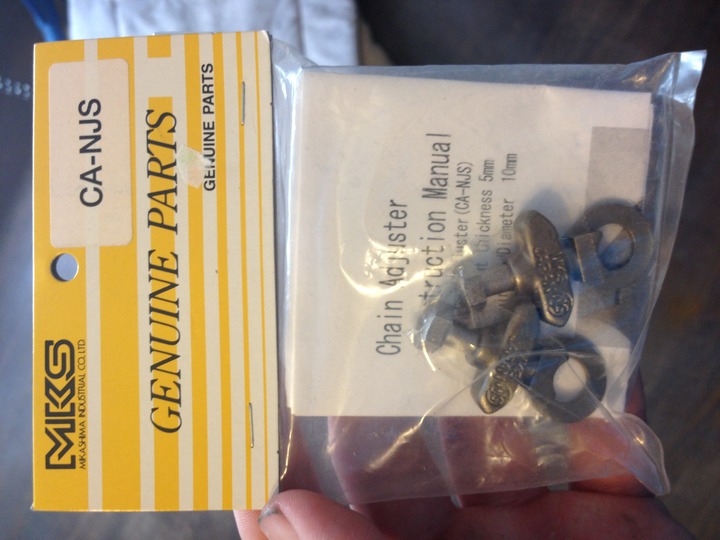 CA-NJS
MKS
MIKASHIMA INDUSTRIAL CO., LTD
GENUINE PARTS
GENUINE PARTS
Chain Adjuster
Instruction Manual
(CA-NJS)
thickness 5mm
Diameter 10mm